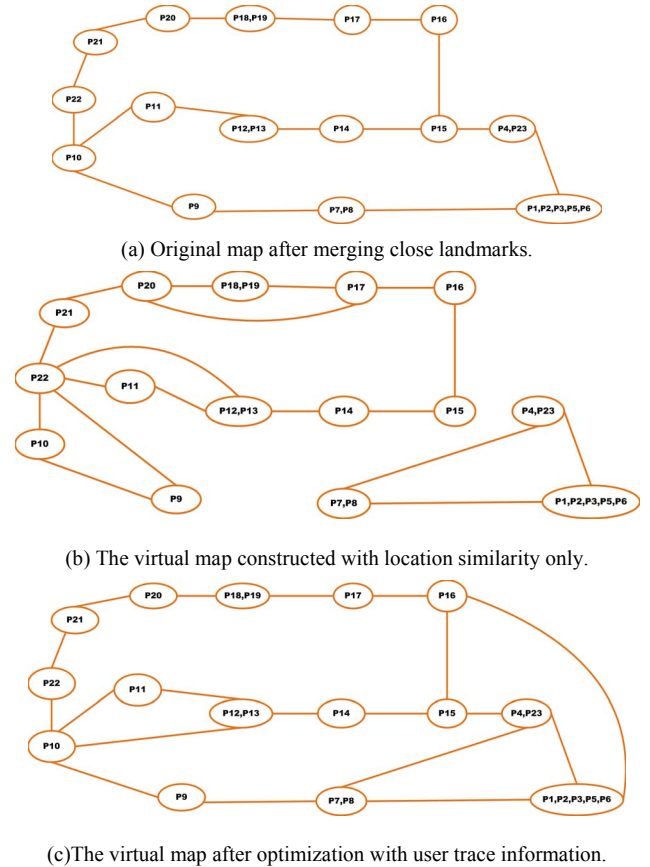 P20 P18,P19 P17 P16
P21
P22
P11
P12,P13 P14 P15 P4,P23
P10
P9 P7,P8 P1,P2,P3,P5,P6
(a) Original map after merging close landmarks.
P20 P18,P19 P17 P16
P21
P22
P11
P12,P13 P14 P15 P4,P23
P10
P9 P7,P8 P1,P2,P3,P5,P6
(b) The virtual map constructed with location similarity only.
P20 P18,P19 P17 P16
P21
P22
P11
P12,P13 P14 P15 P4,P23
P10
P9 P7,P8 P1,P2,P3,P5,P6
(c)The virtual map after optimization with user trace information.